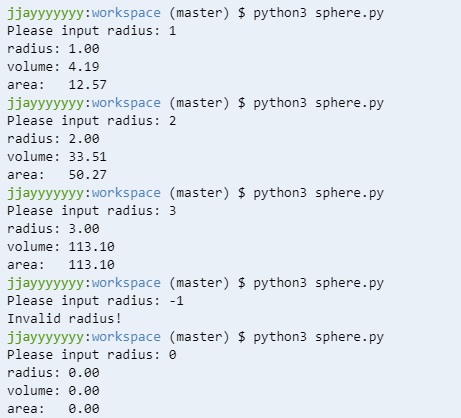 jjayyyyyyy:workspace (master) $ python3 sphere.py
Please input radius: 1
radius: 1.00
volume: 4.19
area:   12.57
jjayyyyyyy:workspace (master) $ python3 sphere.py
Please input radius: 2
radius: 2.00
volume: 33.51
area:   50.27
jjayyyyyyy:workspace (master) $ python3 sphere.py
Please input radius: 3
radius: 3.00
volume: 113.10
area:   113.10
jjayyyyyyy:workspace (master) $ python3 sphere.py
Please input radius: -1
Invalid radius!
jjayyyyyyy:workspace (master) $ python3 sphere.py
Please input radius: 0
radius: 0.00
volume: 0.00
area:   0.00